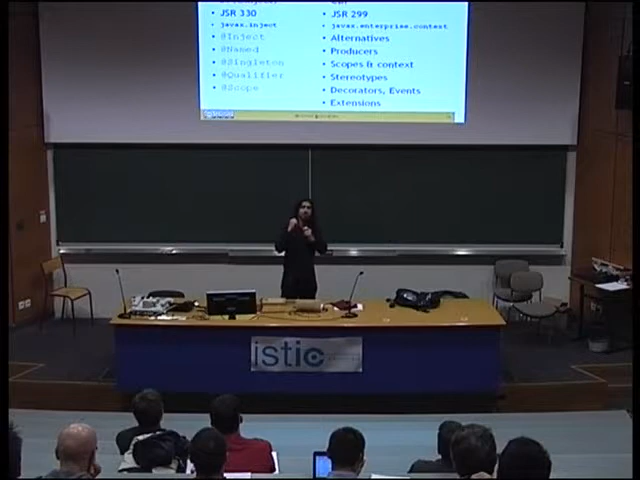 • JSR 330
• javax.inject
• @Inject
• @Named
• @Singleton
• @Qualifier
• @Scope
• JSR 299
• javax.enterprise.context
• Alternatives
• Producers
• Scopes & context
• Stereotypes
• Decorators, Events
• Extensions
istic